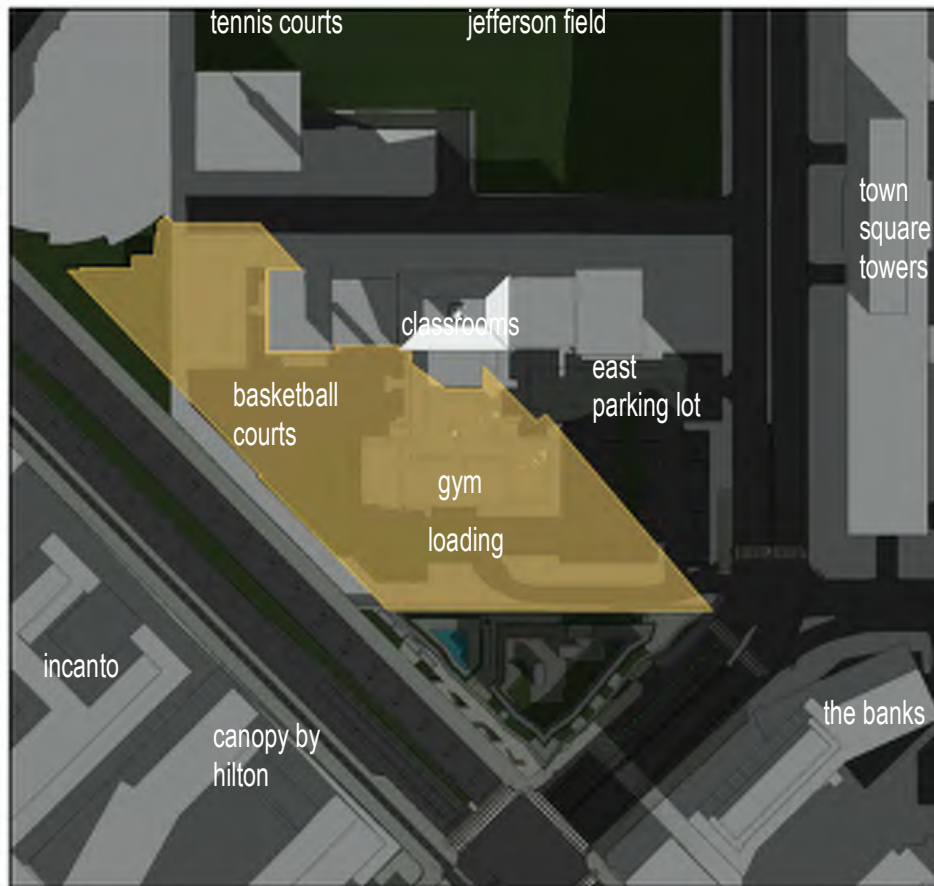 tennis courts
jefferson field
town
square
towers
classrooms
east
parking lot
basketball
courts
gym
loading
incanto
the banks
canopy by
hilton